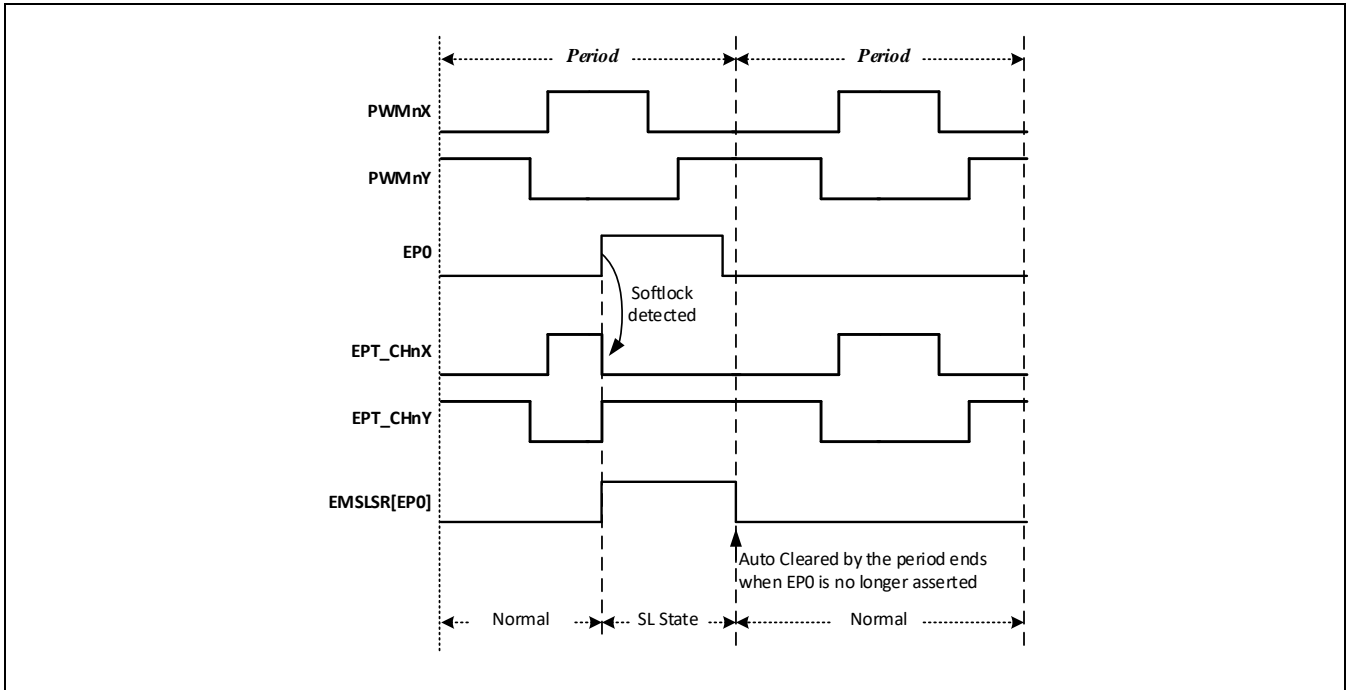 Period
Period
PWMnX
PWMnY
EP0
Softlock
detected
EPT_CHnX
EPT_CHnY
EMSLSR[EP0]
Auto Cleared by the period ends
when EP0 is no longer asserted
Normal
SL State
Normal